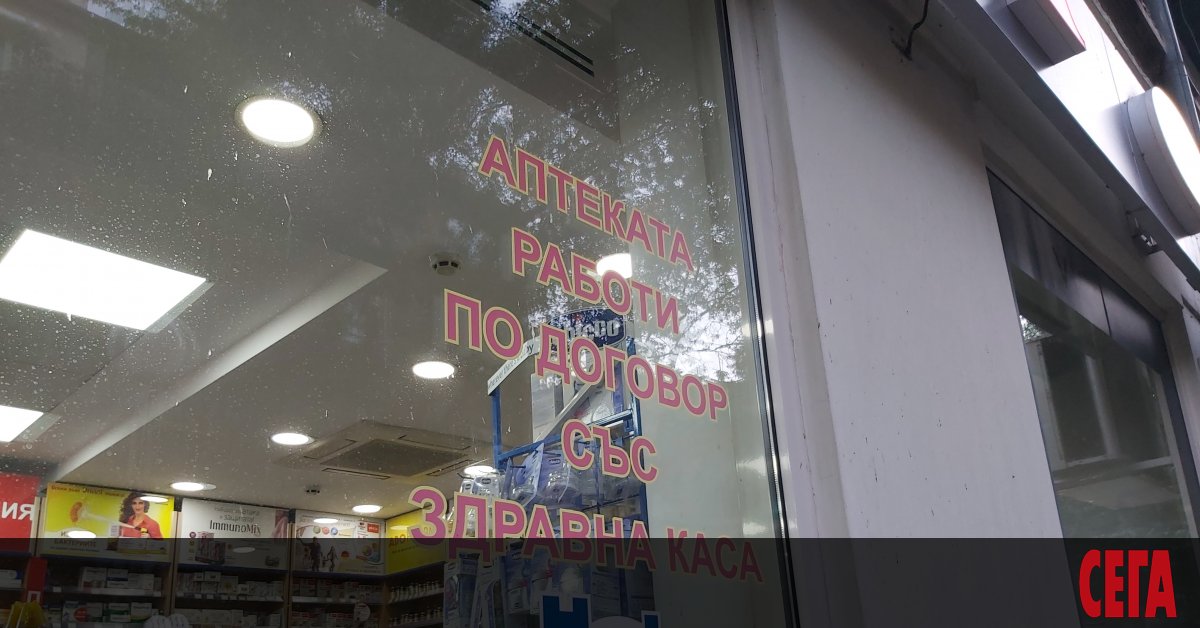 АПТЕКАТА
РАБОТИ
ПО ДОГОВОР
СЪС
ЗДРАВНА КАСА
ImmunoMix
СЕГА